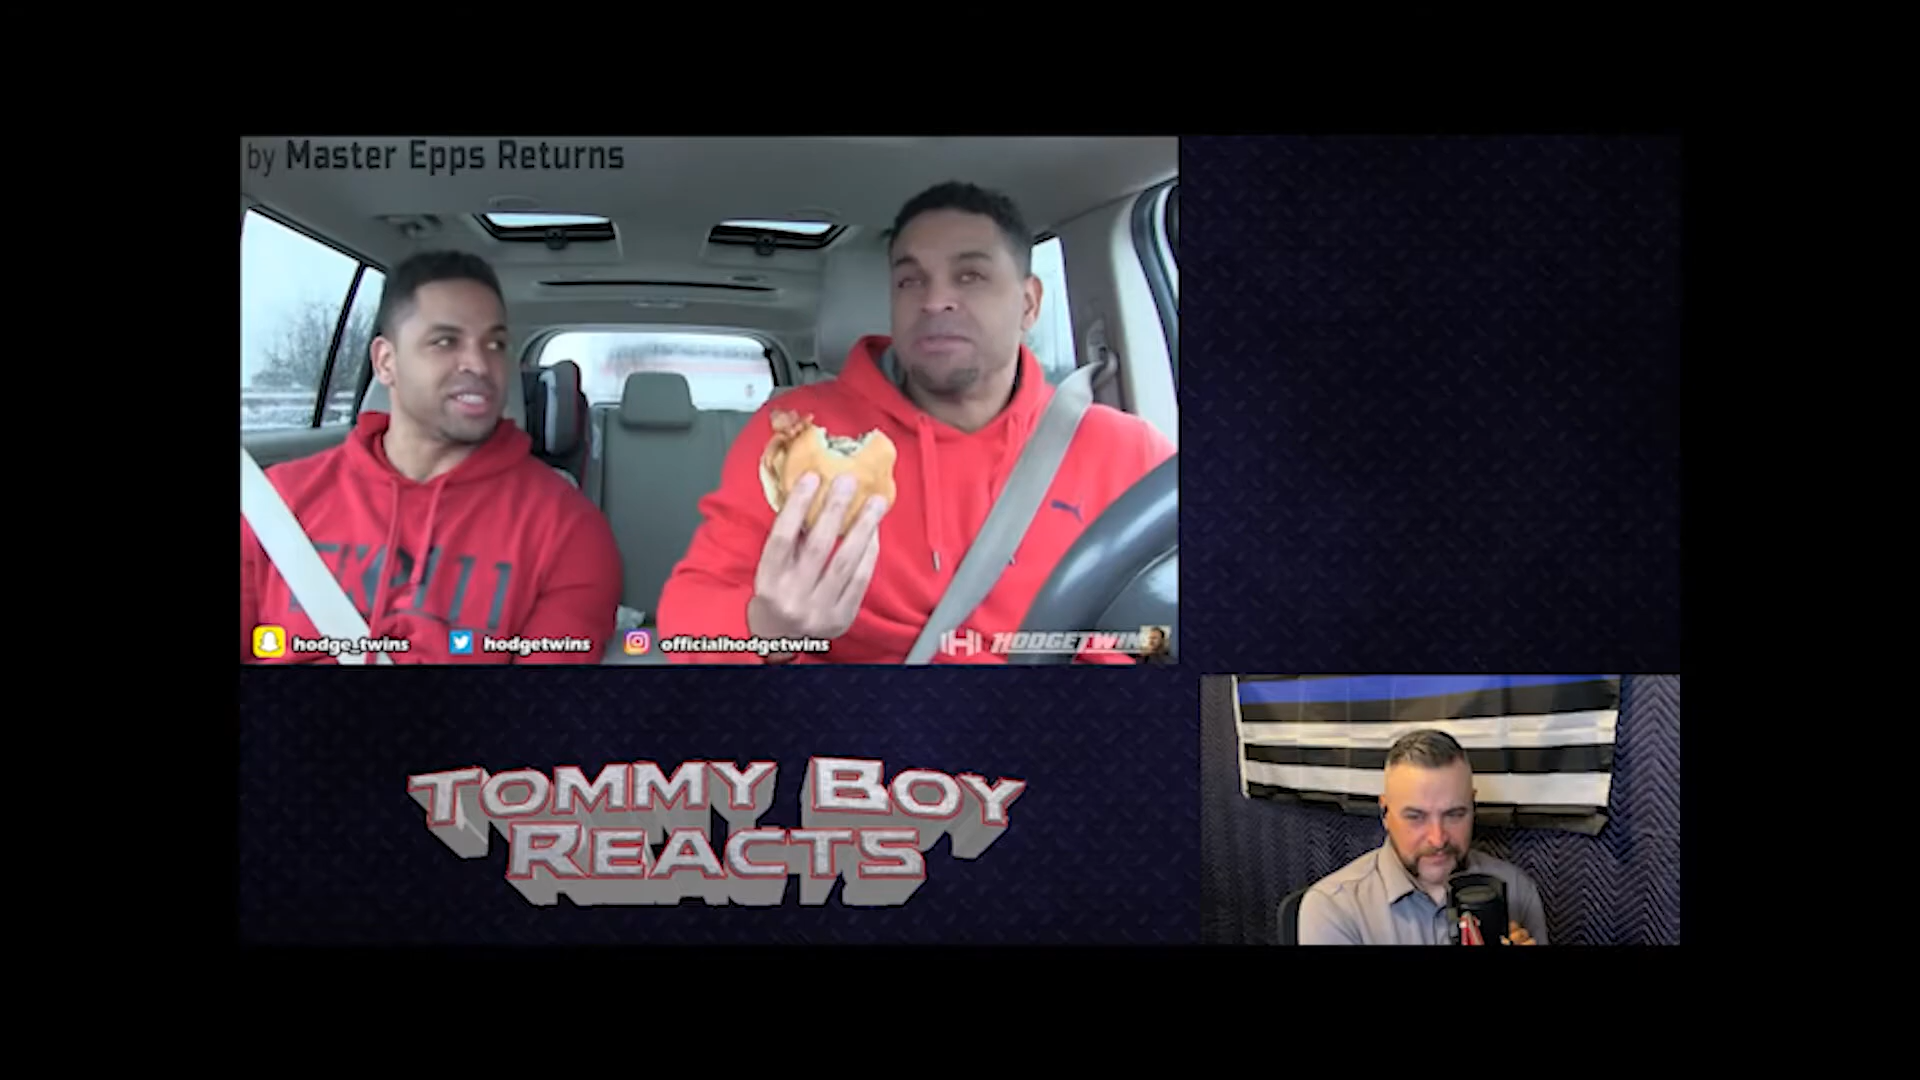 by Master Epps Returns
hodge_twins hodgetwins officialhodgetwins HODGETWINS
TOMMY BOY
REACTS